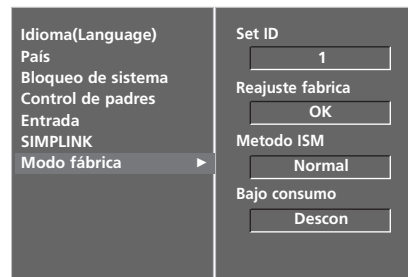 Idioma(Language)
País
Bloqueo de sistema
Control de padres
Entrada
SIMPLINK
Modo fábrica ►
Set ID
1
Reajuste fabrica
OK
Metodo ISM
Normal
Bajo consumo
Descon